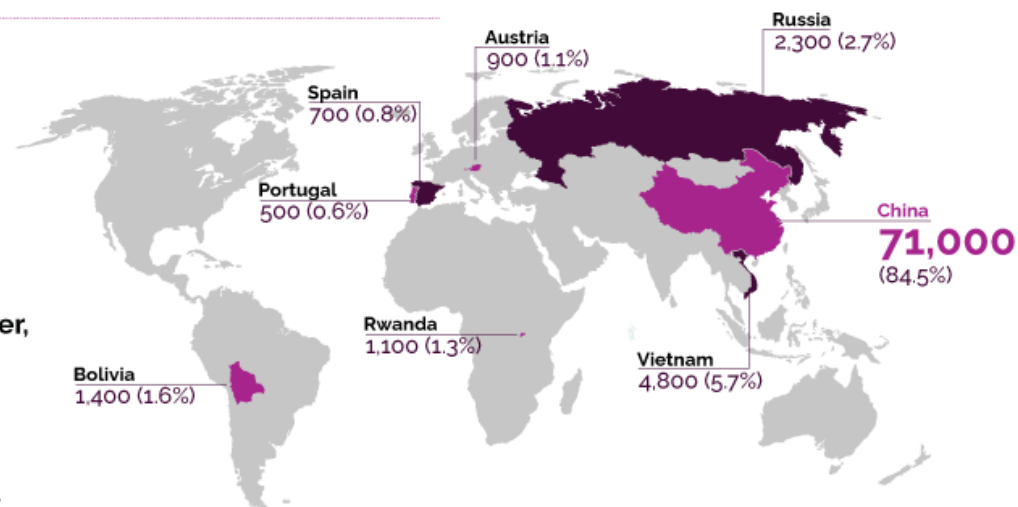 Russia
2,300 (2.7%)
Austria
900 (1.1%)
Spain
700 (0.8%)
Portugal
500 (0.6%)
China
71,000
(84.5%)
er,
Rwanda
1,100 (1.3%)
Vietnam
4,800 (5.7%)
Bolivia
1,400 (1.6%)